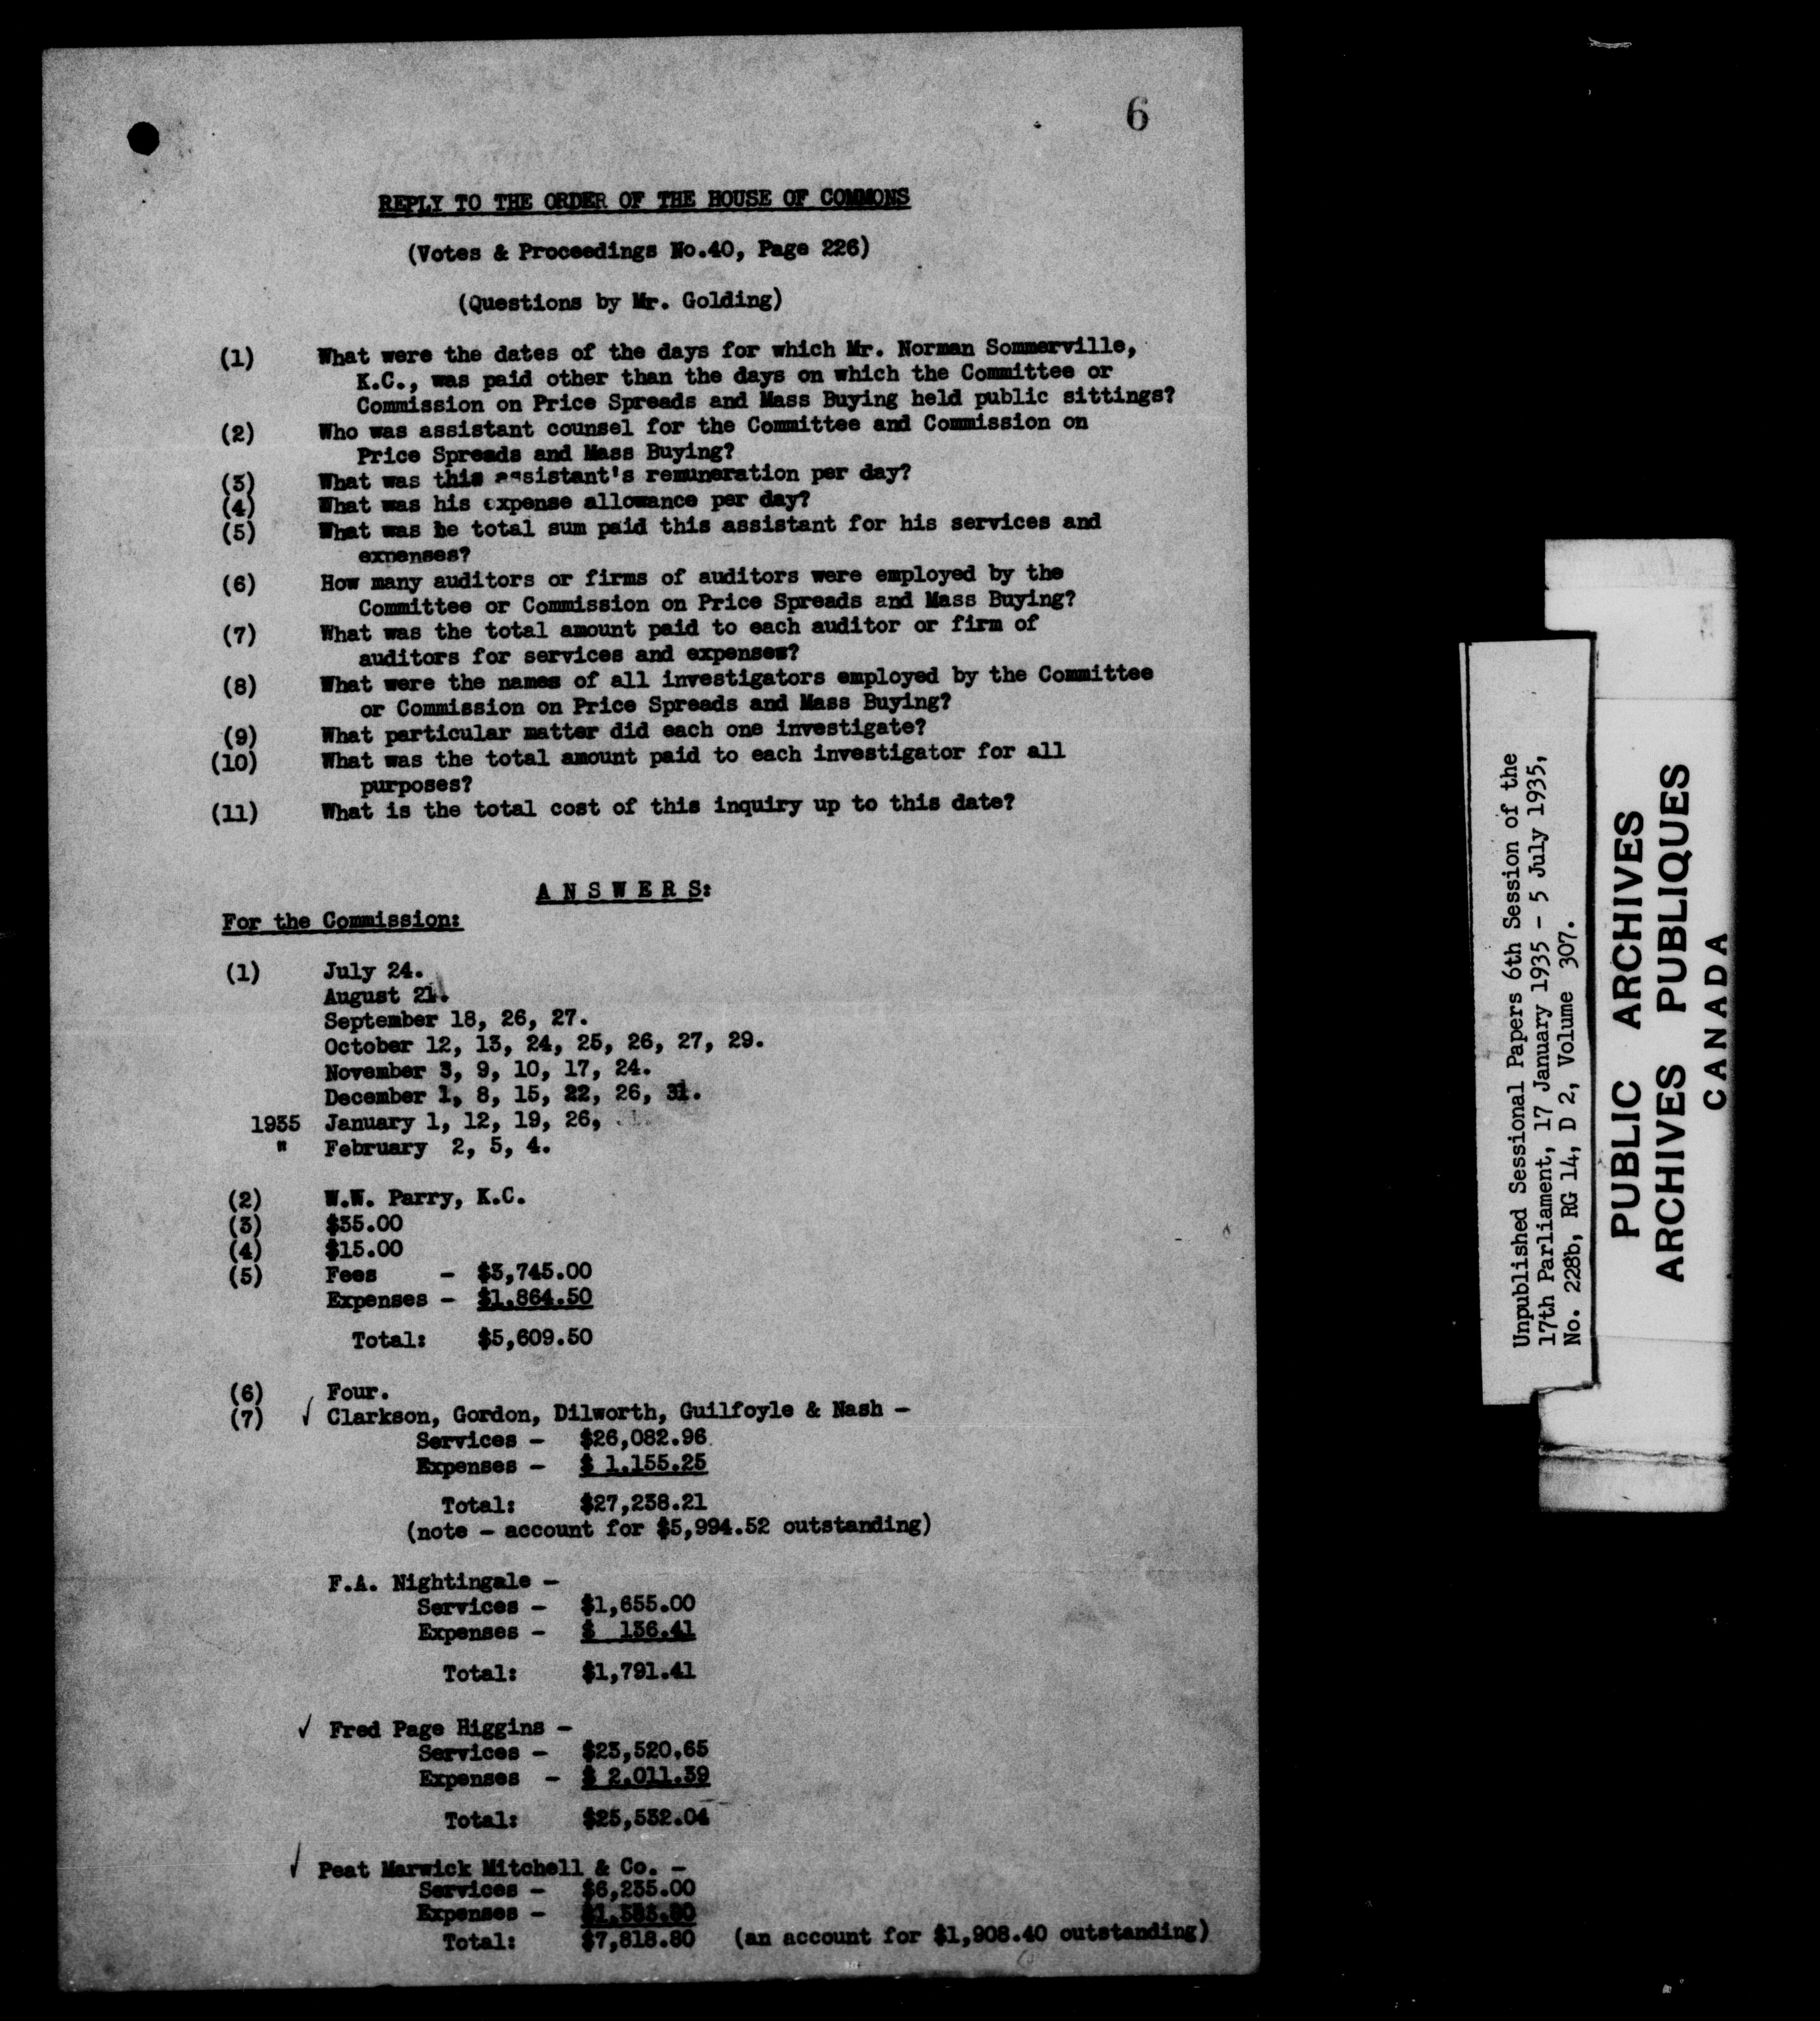 6
REPLY TO THE ORDER OF THE HOUSE OF COMMONS
(Votes & Proceedings No.40, Page 226)
(Questions by Mr. Golding)
(1) What were the dates of the days for which Mr. Norman Sommerville,
K.C., was paid other than the days on which the Committee or
Commission on Price Spreads and Mass Buying held public sittings?
(2) Who was assistant counsel for the Committee and Commission on
Price Spreads and Mass Buying?
(3) What was this assistant's remuneration per day?
(4) What was his expense allowance per day?
(5) What was he total sum paid this assistant for his services and
expenses?
(6) How many auditors or firms of auditors were employed by the
Committee or Commission on Price Spreads and Mass Buying?
(7) What was the total amount paid to each auditor or firm of
auditors for services and expenses?
(8) What were the names of all investigators employed by the Committee
or Commission on Price Spreads and Mass Buying?
(9) What particular matter did each one investigate?
(10) What was the total amount paid to each investigator for all
purposes?
(11) What is the total cost of this inquiry up to this date?
A N S W E R S:
For the Commission:
(1) July 24.
August 21.
September 18, 26, 27.
October 12, 13, 24, 25, 26, 27, 29.
November 3, 9, 10, 17, 24.
December 1, 8, 15, 22, 26, 31.
1935 January 1, 12, 19, 26,
" February 2, 3, 4.
(2) W.W. Parry, K.C.
(3) $35.00
(4) $15.00
(5) Fees - $3,745.00
Expenses - $1,864.50
Total: $5,609.50
(6) Four.
(7) ✓ Clarkson, Gordon, Dilworth, Guilfoyle & Nash -
Services - $26,082.96
Expenses - $ 1,155.25
Total: $27,238.21
(note - account for $5,994.52 outstanding)
F.A. Nightingale -
Services - $1,655.00
Expenses - $ 136.41
Total: $1,791.41
✓ Fred Page Higgins -
Services - $23,520.65
Expenses - $ 2,011.39
Total: $25,532.04
✓ Peat Marwick Mitchell & Co. -
Services - $6,235.00
Expenses -
Total: $7,818.80 (an account for $1,908.40 outstanding)
Unpublished Sessional Papers 6th Session of the
17th Parliament, 17 January 1935 - 5 July 1935,
No. 228b, RG 14, D 2, Volume 307.
PUBLIC ARCHIVES
ARCHIVES PUBLIQUES
CANADA